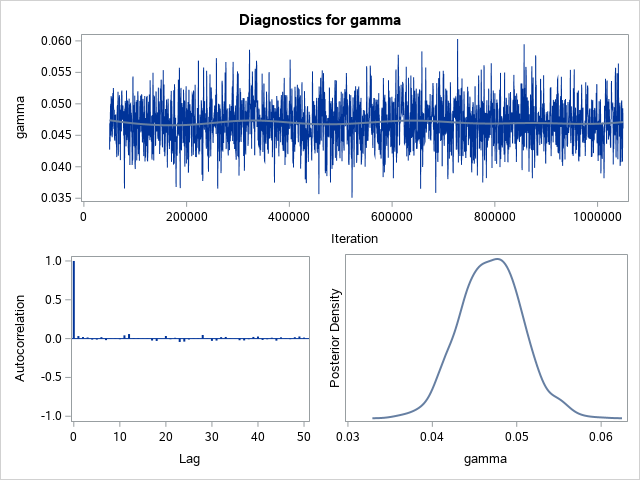 Diagnostics for gamma
gamma
0.060
0.055
0.050
0.045
0.040
0.035
0 200000 400000 600000 800000 1000000
Iteration
Autocorrelation
1.0
0.5
0.0
-0.5
-1.0
0 10 20 30 40 50
Lag
Posterior Density
0.03 0.04 0.05 0.06
gamma